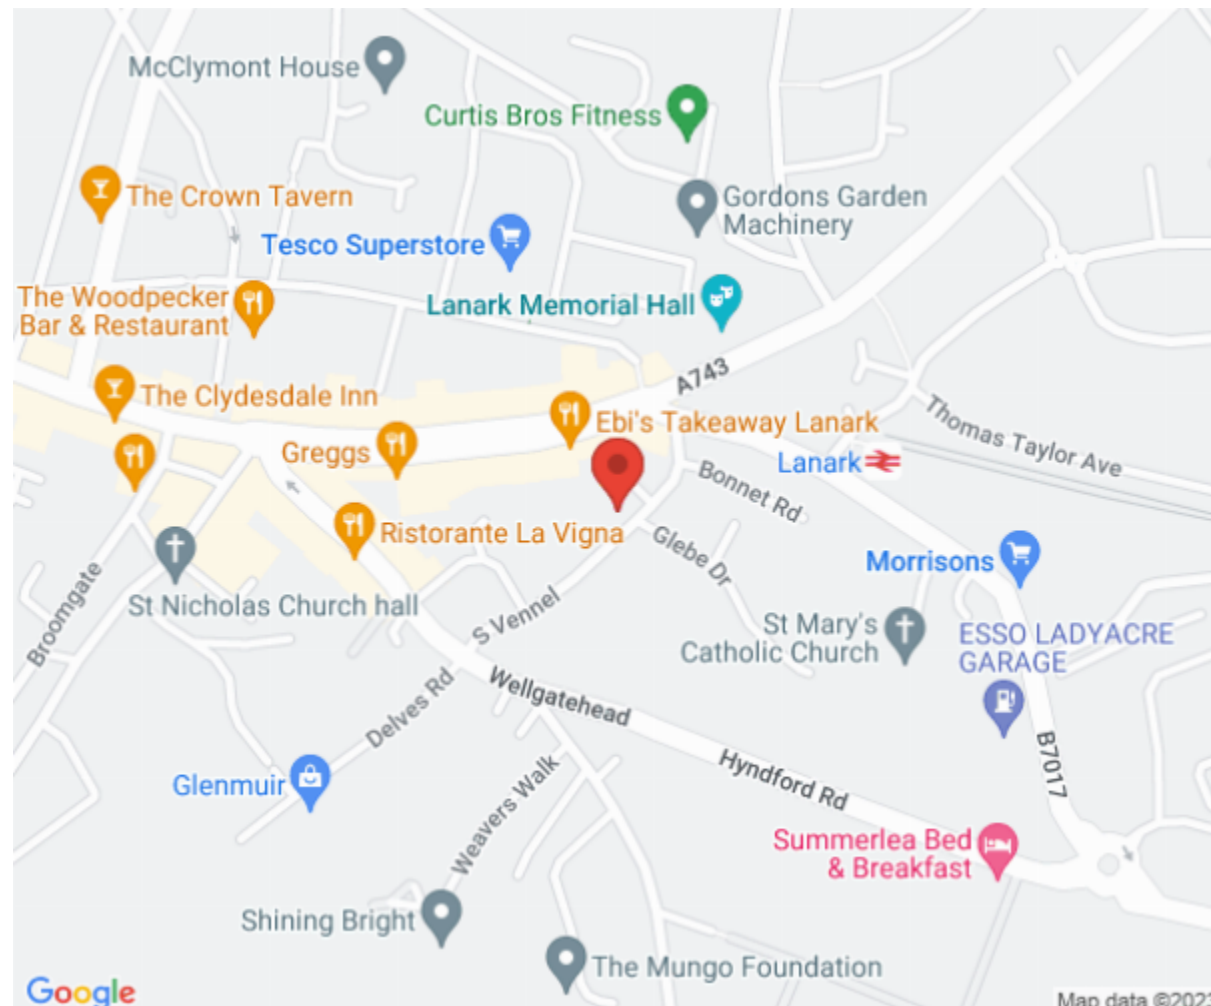 McClymont House
Curtis Bros Fitness
The Crown Tavern
Gordons Garden
Machinery
Tesco Superstore
The Woodpecker
Bar & Restaurant
Lanark Memorial Hall
A743
The Clydesdale Inn
Ebi's Takeaway Lanark
Thomas Taylor Ave
Greggs
Lanark
Bonnet Rd
Ristorante La Vigna
Glebe Dr
Morrisons
Broomgate
St Nicholas Church hall
S Vennel
St Mary's
Catholic Church
ESSO LADYACRE
GARAGE
Delves Rd
Wellgatehead
B7017
Hyndford Rd
Glenmuir
Weavers Walk
Summerlea Bed
& Breakfast
Shining Bright
The Mungo Foundation
Google
Map data ©